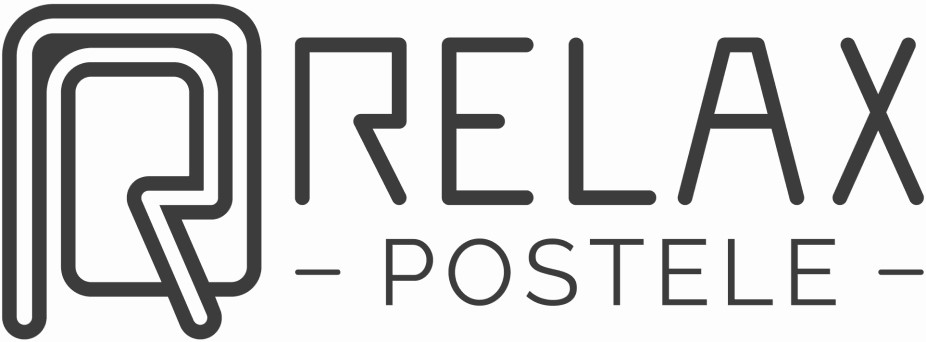 RELAX
- POSTELE -